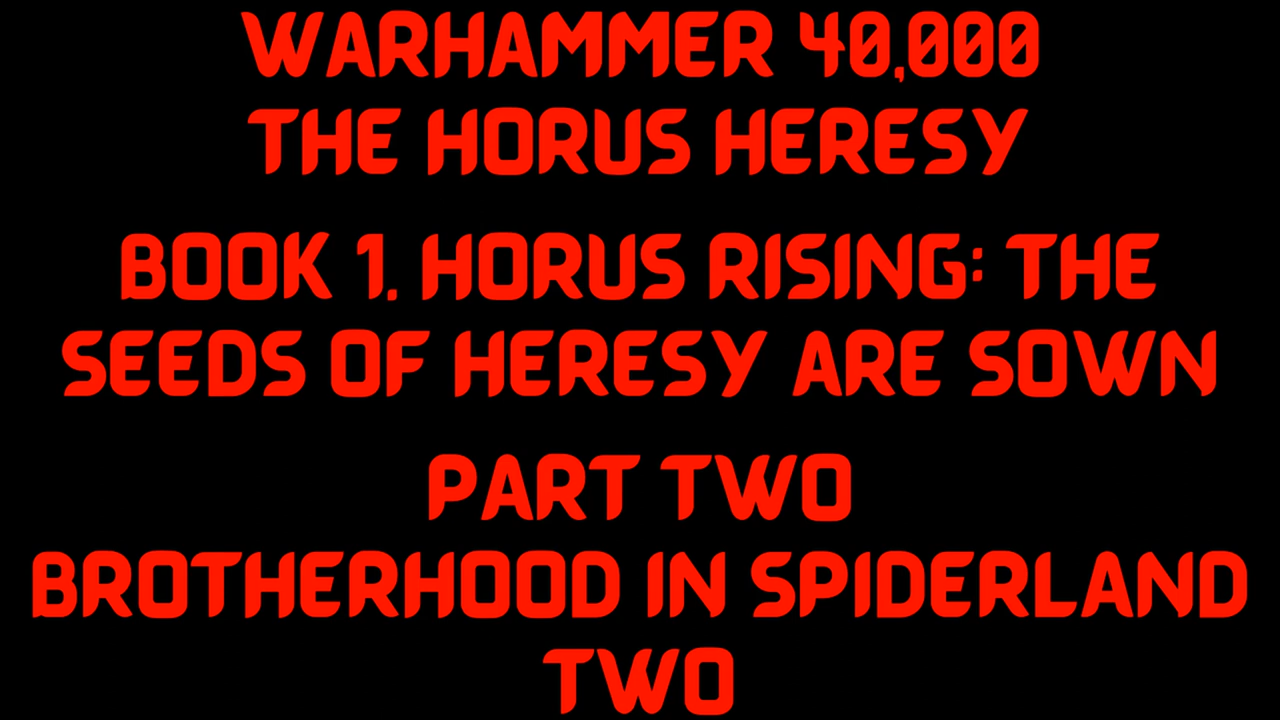 WARHAMMER 40,000
THE HORUS HERESY
BOOK 1. HORUS RISING: THE
SEEDS OF HERESY ARE SOWN
PART TWO
BROTHERHOOD IN SPIDERLAND
TWO